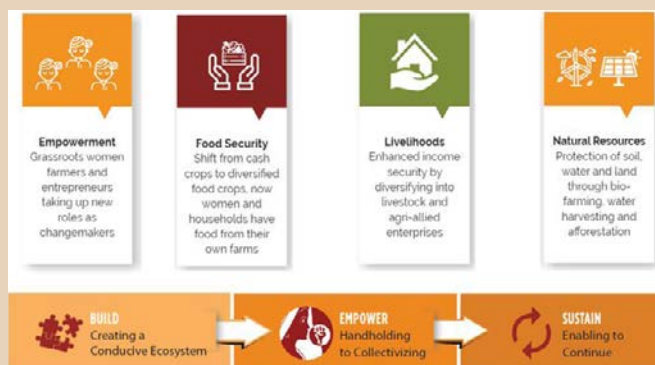 Empowerment
Grassroots women
farmers and
entrepreneurs
taking up new
roles as
changemakers
Food Security
Shift from cash
crops to diversified
food crops, now
women and
households have
food from their
own farms
Livelihoods
Enhanced income
security by
diversifying into
livestock and
agri-allied
enterprises
Natural Resources
Protection of soil,
water and land
through bio-
farming, water
harvesting and
afforestation
BUILD
Creating a
Conducive Ecosystem
EMPOWER
Handholding
to Collectivizing
SUSTAIN
Enabling to
Continue